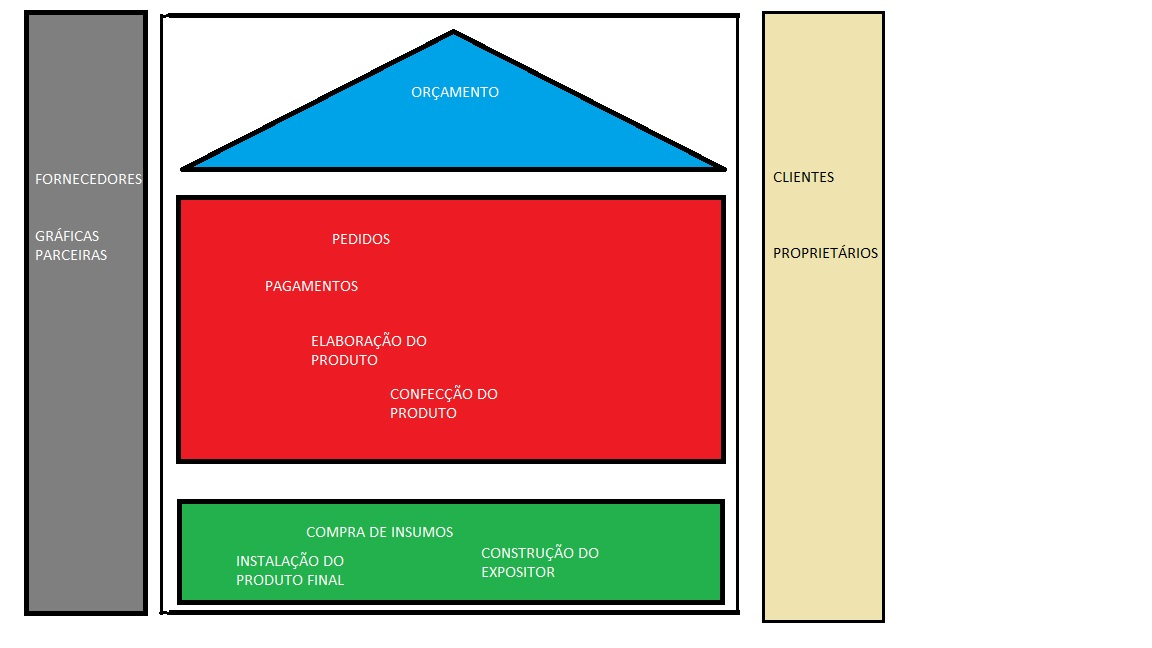 ORÇAMENTO
FORNECEDORES
GRÁFICAS
PARCEIRAS
PEDIDOS
PAGAMENTOS
ELABORAÇÃO DO
PRODUTO
CONFECÇÃO DO
PRODUTO
COMPRA DE INSUMOS
INSTALAÇÃO DO
PRODUTO FINAL
CONSTRUÇÃO DO
EXPOSITOR
CLIENTES
PROPRIETÁRIOS